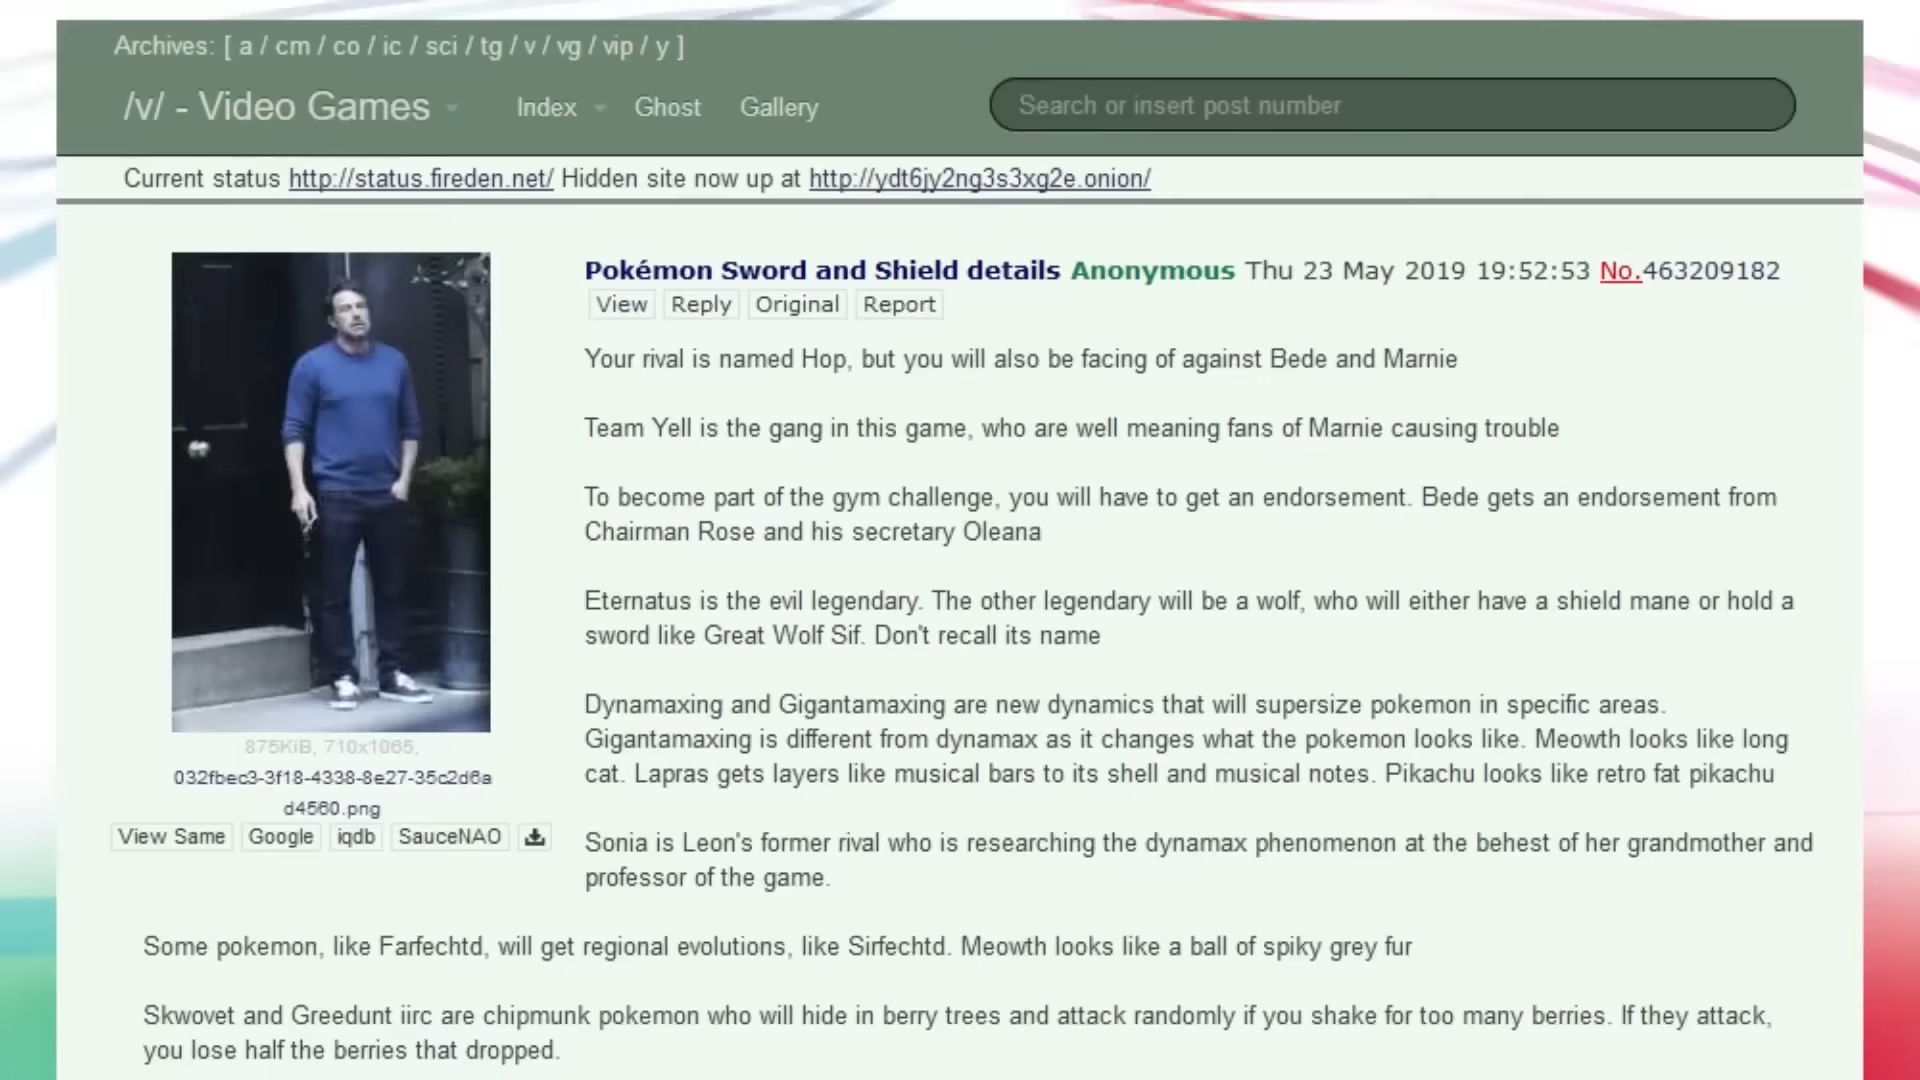 Archives: [ a / cm / co / ic / sci / tg / v / vg / vip / y ]
/v/ - Video Games Index Ghost Gallery Search or insert post number
Current status http://status.fireden.net/ Hidden site now up at http://ydt6jy2ng3s3xg2e.onion/
Pokémon Sword and Shield details Anonymous Thu 23 May 2019 19:52:53 No.463209182
View Reply Original Report
Your rival is named Hop, but you will also be facing of against Bede and Marnie
Team Yell is the gang in this game, who are well meaning fans of Marnie causing trouble
To become part of the gym challenge, you will have to get an endorsement. Bede gets an endorsement from
Chairman Rose and his secretary Oleana
Eternatus is the evil legendary. The other legendary will be a wolf, who will either have a shield mane or hold a
sword like Great Wolf Sif. Don't recall its name
Dynamaxing and Gigantamaxing are new dynamics that will supersize pokemon in specific areas.
Gigantamaxing is different from dynamax as it changes what the pokemon looks like. Meowth looks like long
cat. Lapras gets layers like musical bars to its shell and musical notes. Pikachu looks like retro fat pikachu
875KiB, 710x1065,
032fbec3-3f18-4338-8e27-35c2d6a
d4560.png
View Same Google iqdb SauceNAO
Sonia is Leon's former rival who is researching the dynamax phenomenon at the behest of her grandmother and
professor of the game.
Some pokemon, like Farfechtd, will get regional evolutions, like Sirfechtd. Meowth looks like a ball of spiky grey fur
Skwovet and Greedunt iirc are chipmunk pokemon who will hide in berry trees and attack randomly if you shake for too many berries. If they attack,
you lose half the berries that dropped.